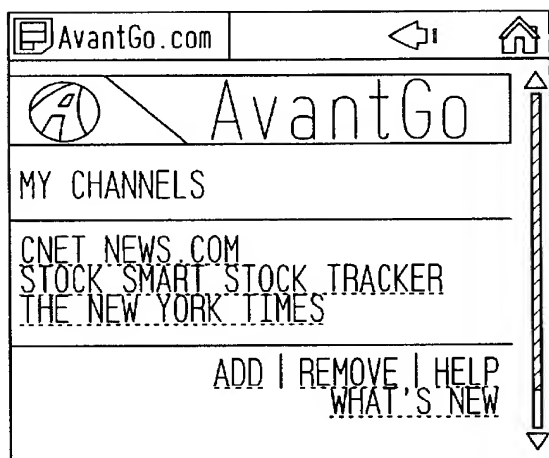 AvantGo.com
AvantGo
MY CHANNELS
CNET NEWS.COM
STOCK SMART STOCK TRACKER
THE NEW YORK TIMES
ADD | REMOVE | HELP
WHAT'S NEW